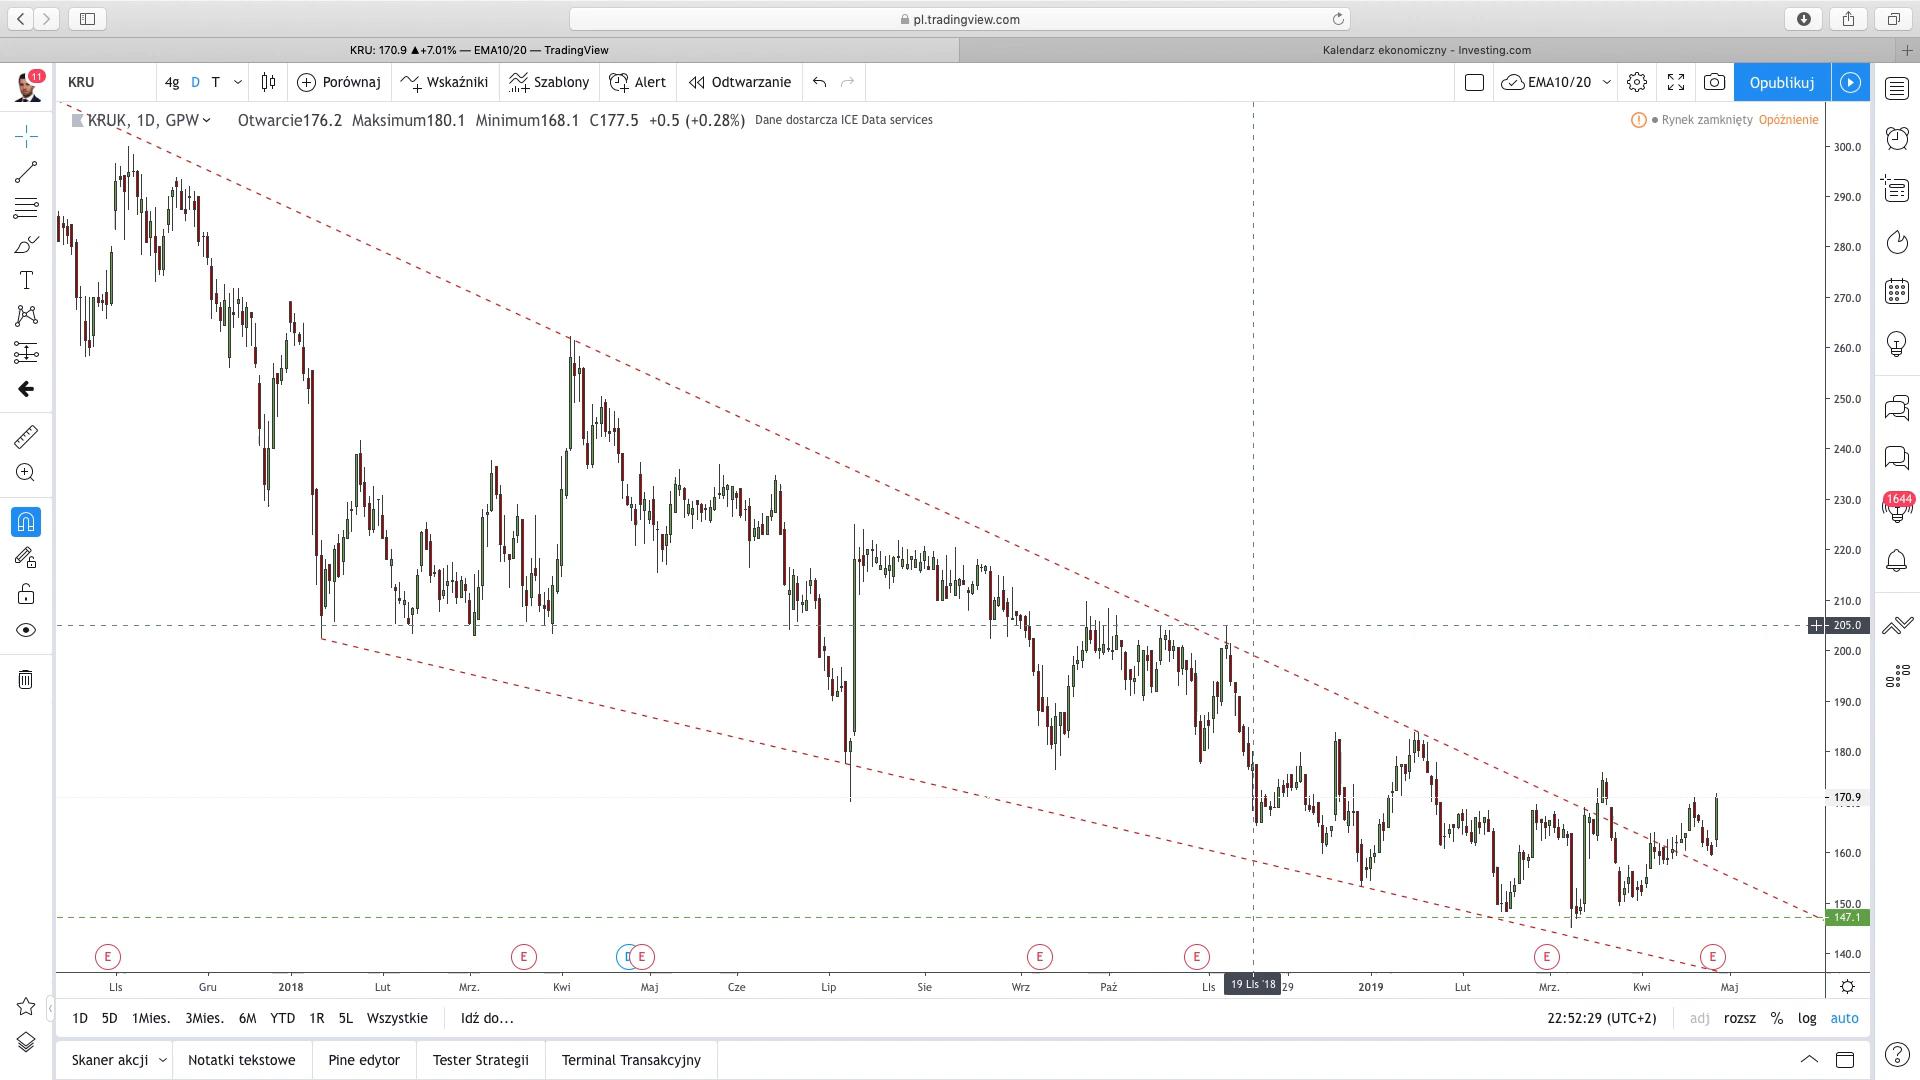 pl.tradingview.com
KRU: 170.9 ▲+7.01% — EMA10/20 — TradingView
Kalendarz ekonomiczny - Investing.com
11
KRU
4g D T
Porównaj
Wskaźniki
Szablony
Alert
Odtwarzanie
EMA10/20
Opublikuj
KRUK, 1D, GPW
Otwarcie176.2 Maksimum180.1 Minimum168.1 C177.5 +0.5 (+0.28%) Dane dostarcza ICE Data services
Rynek zamknięty Opóźnienie
300.0
290.0
280.0
270.0
260.0
250.0
240.0
230.0
220.0
210.0
205.0
200.0
190.0
180.0
170.9
160.0
150.0
147.1
140.0
1644
E E D E E E E E
LIs Gru 2018 Lut Mrz. Kwi Maj Cze Lip Sie Wrz Paź LIs 19 LIs '18 29 2019 Lut Mrz. Kwi Maj
1D 5D 1Mies. 3Mies. 6M YTD 1R 5L Wszystkie Idź do...
22:52:29 (UTC+2) adj rozsz % log auto
Skaner akcji Notatki tekstowe Pine edytor Tester Strategii Terminal Transakcyjny